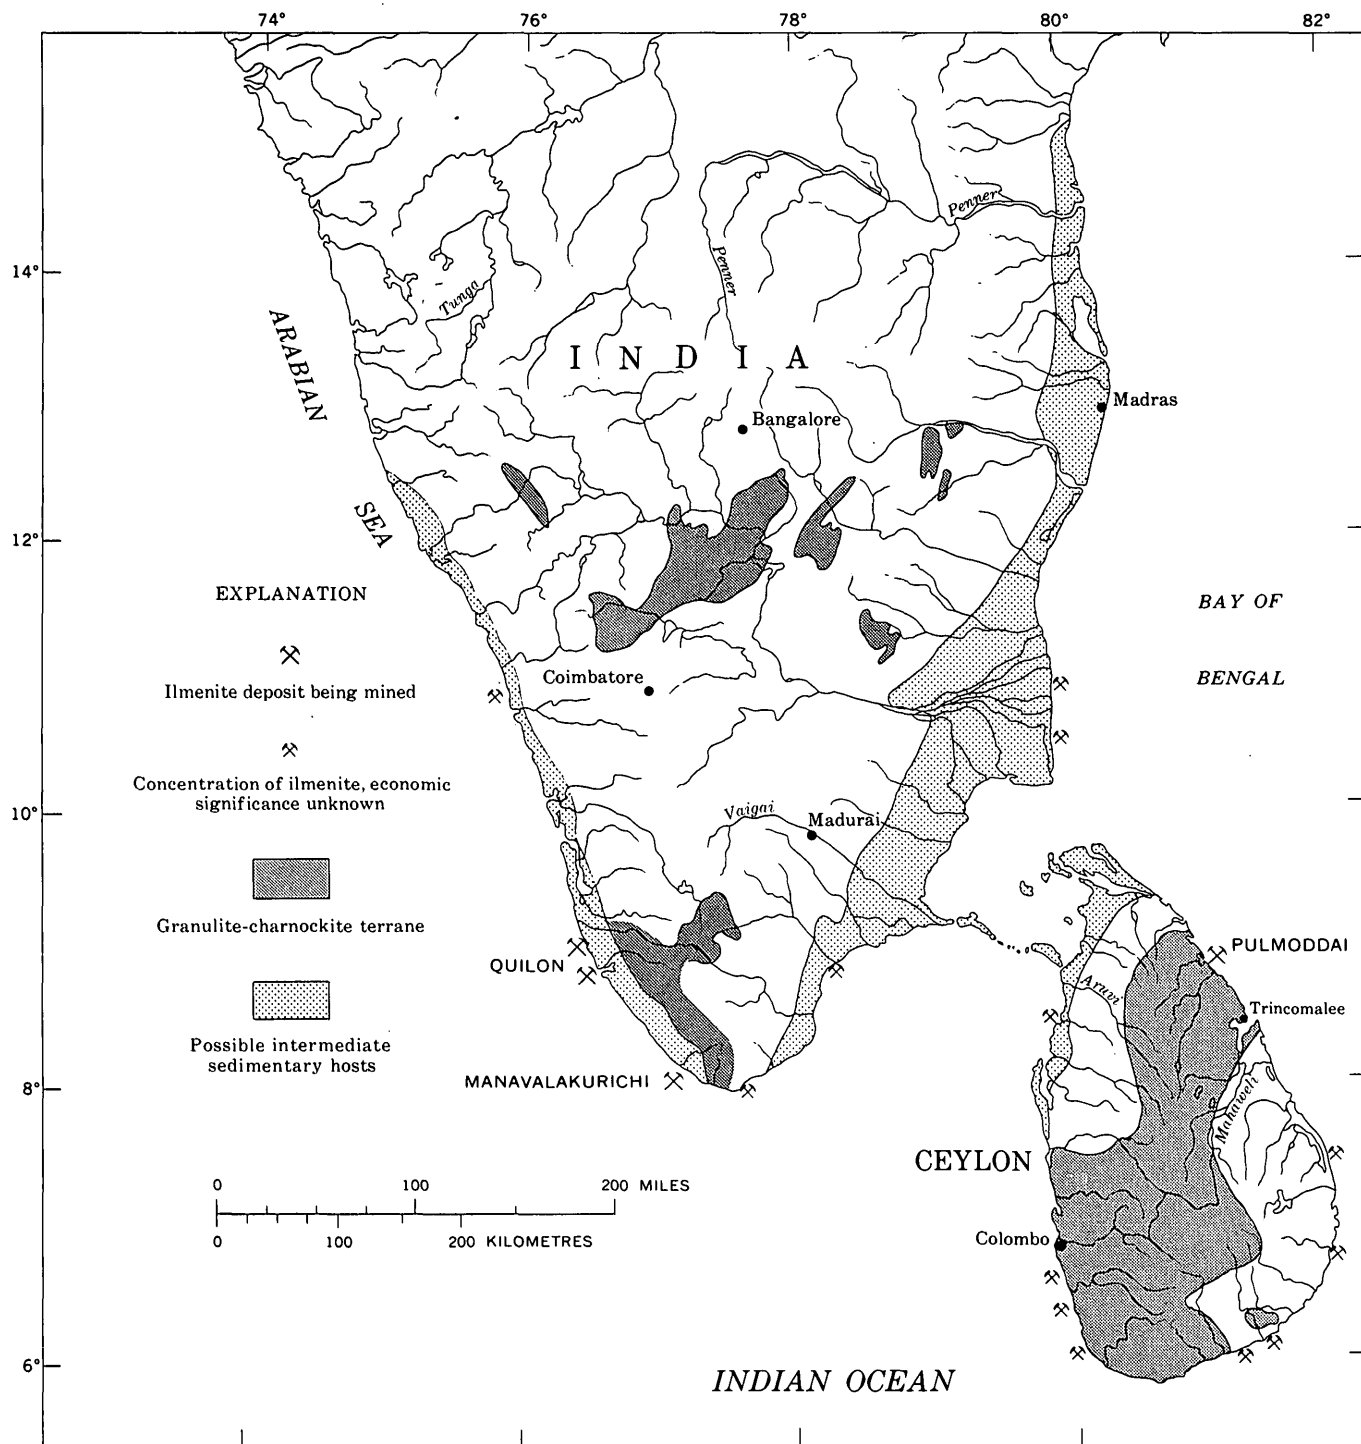 74° 76° 78° 80° 82°
Penner
14°
Penner
Tunga
ARABIAN
INDIA
Madras
Bangalore
SEA
12°
EXPLANATION
BAY OF
Coimbatore
BENGAL
Ilmenite deposit being mined
Concentration of ilmenite, economic
significance unknown
10°
Vaigai
Madurai
Granulite-charnockite terrane
QUILON
PULMODDAI
Aruvi
Trincomalee
Possible intermediate
sedimentary hosts
MANAVALAKURICHI
8°
Mahaweh
CEYLON
0 100 200 MILES
0 100 200 KILOMETRES
Colombo
6°
INDIAN OCEAN